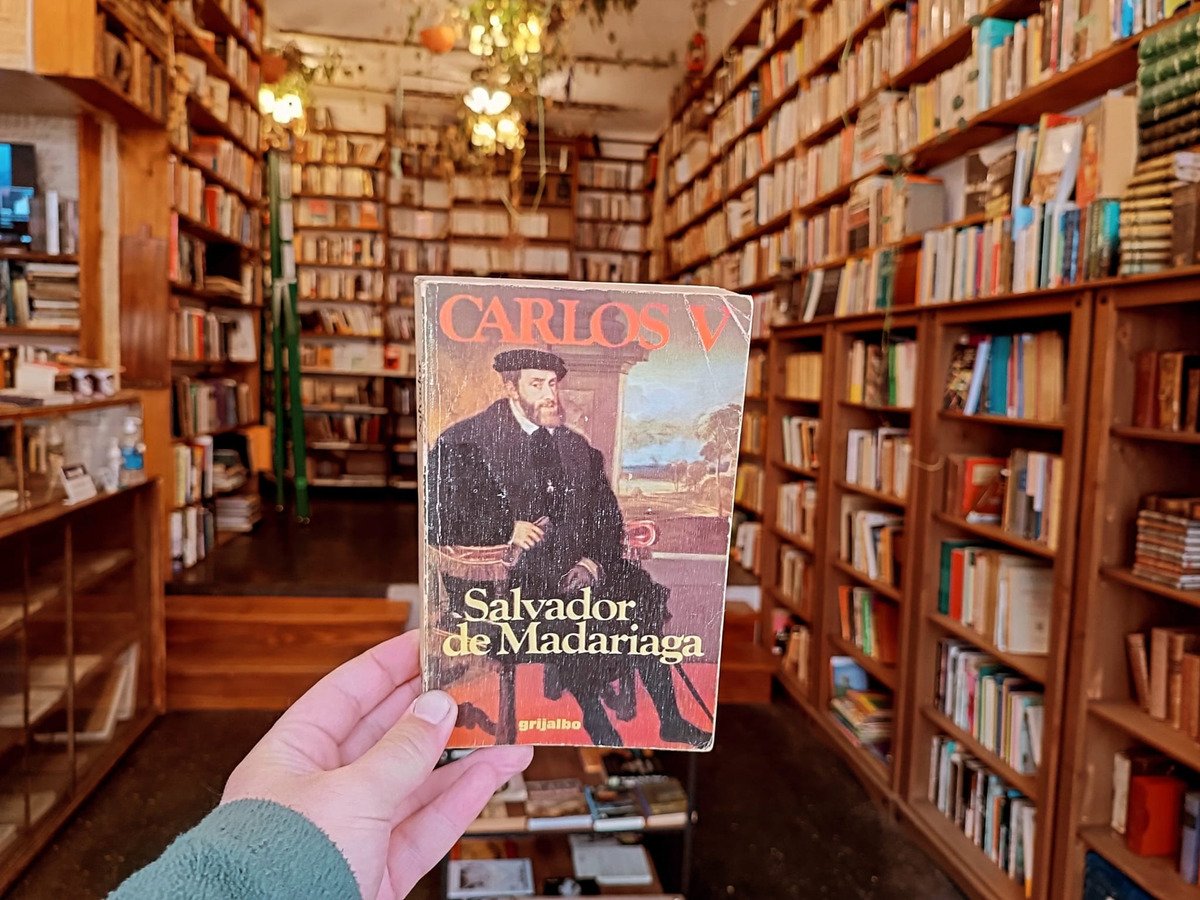 CARLOS V
Salvador
de Madariaga
grijalbo